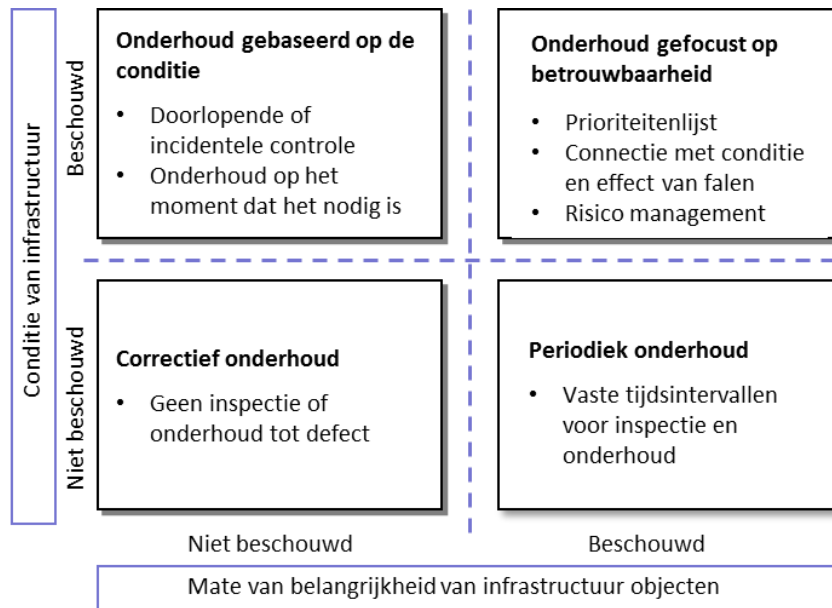 Conditie van infrastructuur
Beschouwd
Onderhoud gebaseerd op de
conditie
• Doorlopende of
incidentele controle
• Onderhoud op het
moment dat het nodig is
Onderhoud gefocust op
betrouwbaarheid
• Prioriteitenlijst
• Connectie met conditie
en effect van falen
• Risico management
Niet beschouwd
Correctief onderhoud
• Geen inspectie of
onderhoud tot defect
Periodiek onderhoud
• Vaste tijdsintervallen
voor inspectie en
onderhoud
Niet beschouwd
Beschouwd
Mate van belangrijkheid van infrastructuur objecten